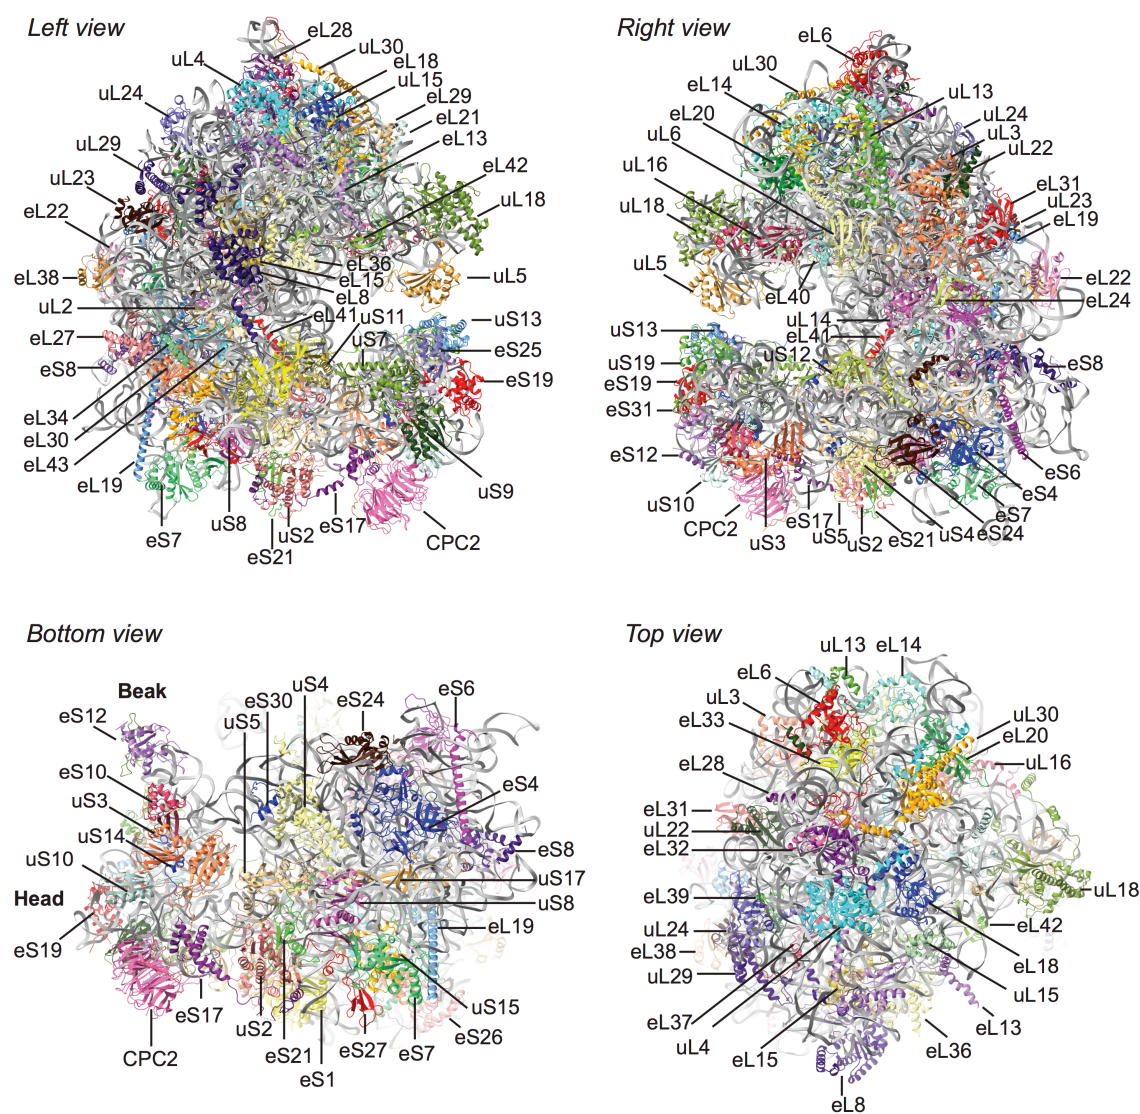 Left view
eL28
uL30
uL4
eL18
uL15
uL24
eL29
eL21
eL13
uL29
eL42
uL23
uL18
eL22
eL36
eL38
eL15
uL5
eL8
uL2
eL41
uS11
uS13
eL27
uS7
eS25
eS8
eS19
eL34
eL30
eL43
eL19
uS9
uS8
eS17
eS7
uS2
CPC2
eS21
Right view
eL6
uL30
eL14
uL13
eL20
uL24
uL6
uL3
uL22
uL16
eL31
uL18
uL23
eL19
uL5
eL22
eL40
eL24
uL14
uS13
eL41
uS12
uS19
eS8
eS19
eS31
eS12
eS6
uS10
eS4
CPC2
eS17
eS7
uS3
uS5
uS2
eS21
uS4
eS24
Bottom view
uS4
eS30
eS24
eS6
Beak
uS5
eS12
eS10
uS3
eS4
uS14
eS8
uS10
uS17
Head
uS8
eL19
eS19
uS15
eS17
uS2
eS26
CPC2
eS21
eS27
eS7
eS1
Top view
uL13
eL14
eL6
uL3
uL30
eL33
eL20
uL16
eL28
eL31
uL22
eL32
uL18
eL39
eL42
uL24
eL38
eL18
uL29
uL15
eL37
eL13
uL4
eL15
eL36
eL8